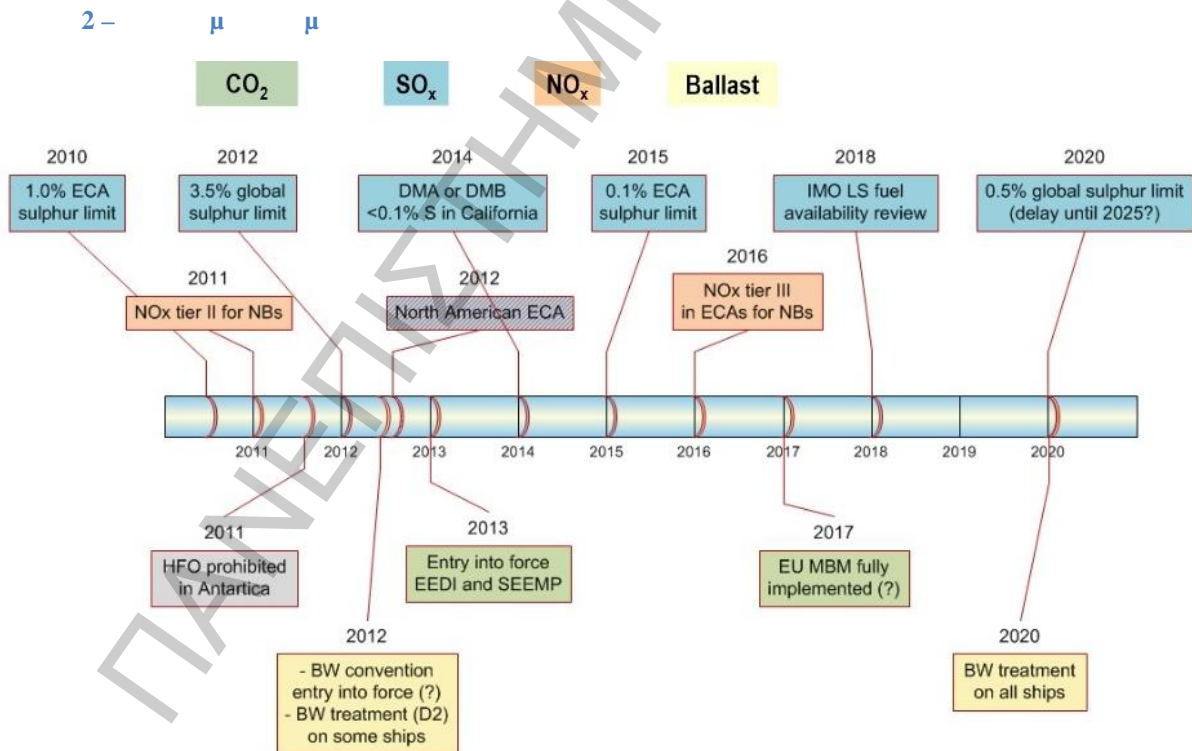 2 – μ μ
CO₂ SOₓ NOₓ Ballast
2010
1.0% ECA
sulphur limit
2012
3.5% global
sulphur limit
2014
DMA or DMB
<0.1% S in California
2015
0.1% ECA
sulphur limit
2018
IMO LS fuel
availability review
2020
0.5% global sulphur limit
(delay until 2025?)
2011
NOx tier II for NBs
2012
North American ECA
2016
NOx tier III
in ECAs for NBs
2011 2012 2013 2014 2015 2016 2017 2018 2019 2020
2011
HFO prohibited
in Antartica
2013
Entry into force
EEDI and SEEMP
2017
EU MBM fully
implemented (?)
2012
- BW convention
entry into force (?)
- BW treatment (D2)
on some ships
2020
BW treatment
on all ships
ΠΑΝΕΠΙΣΤΗΜ